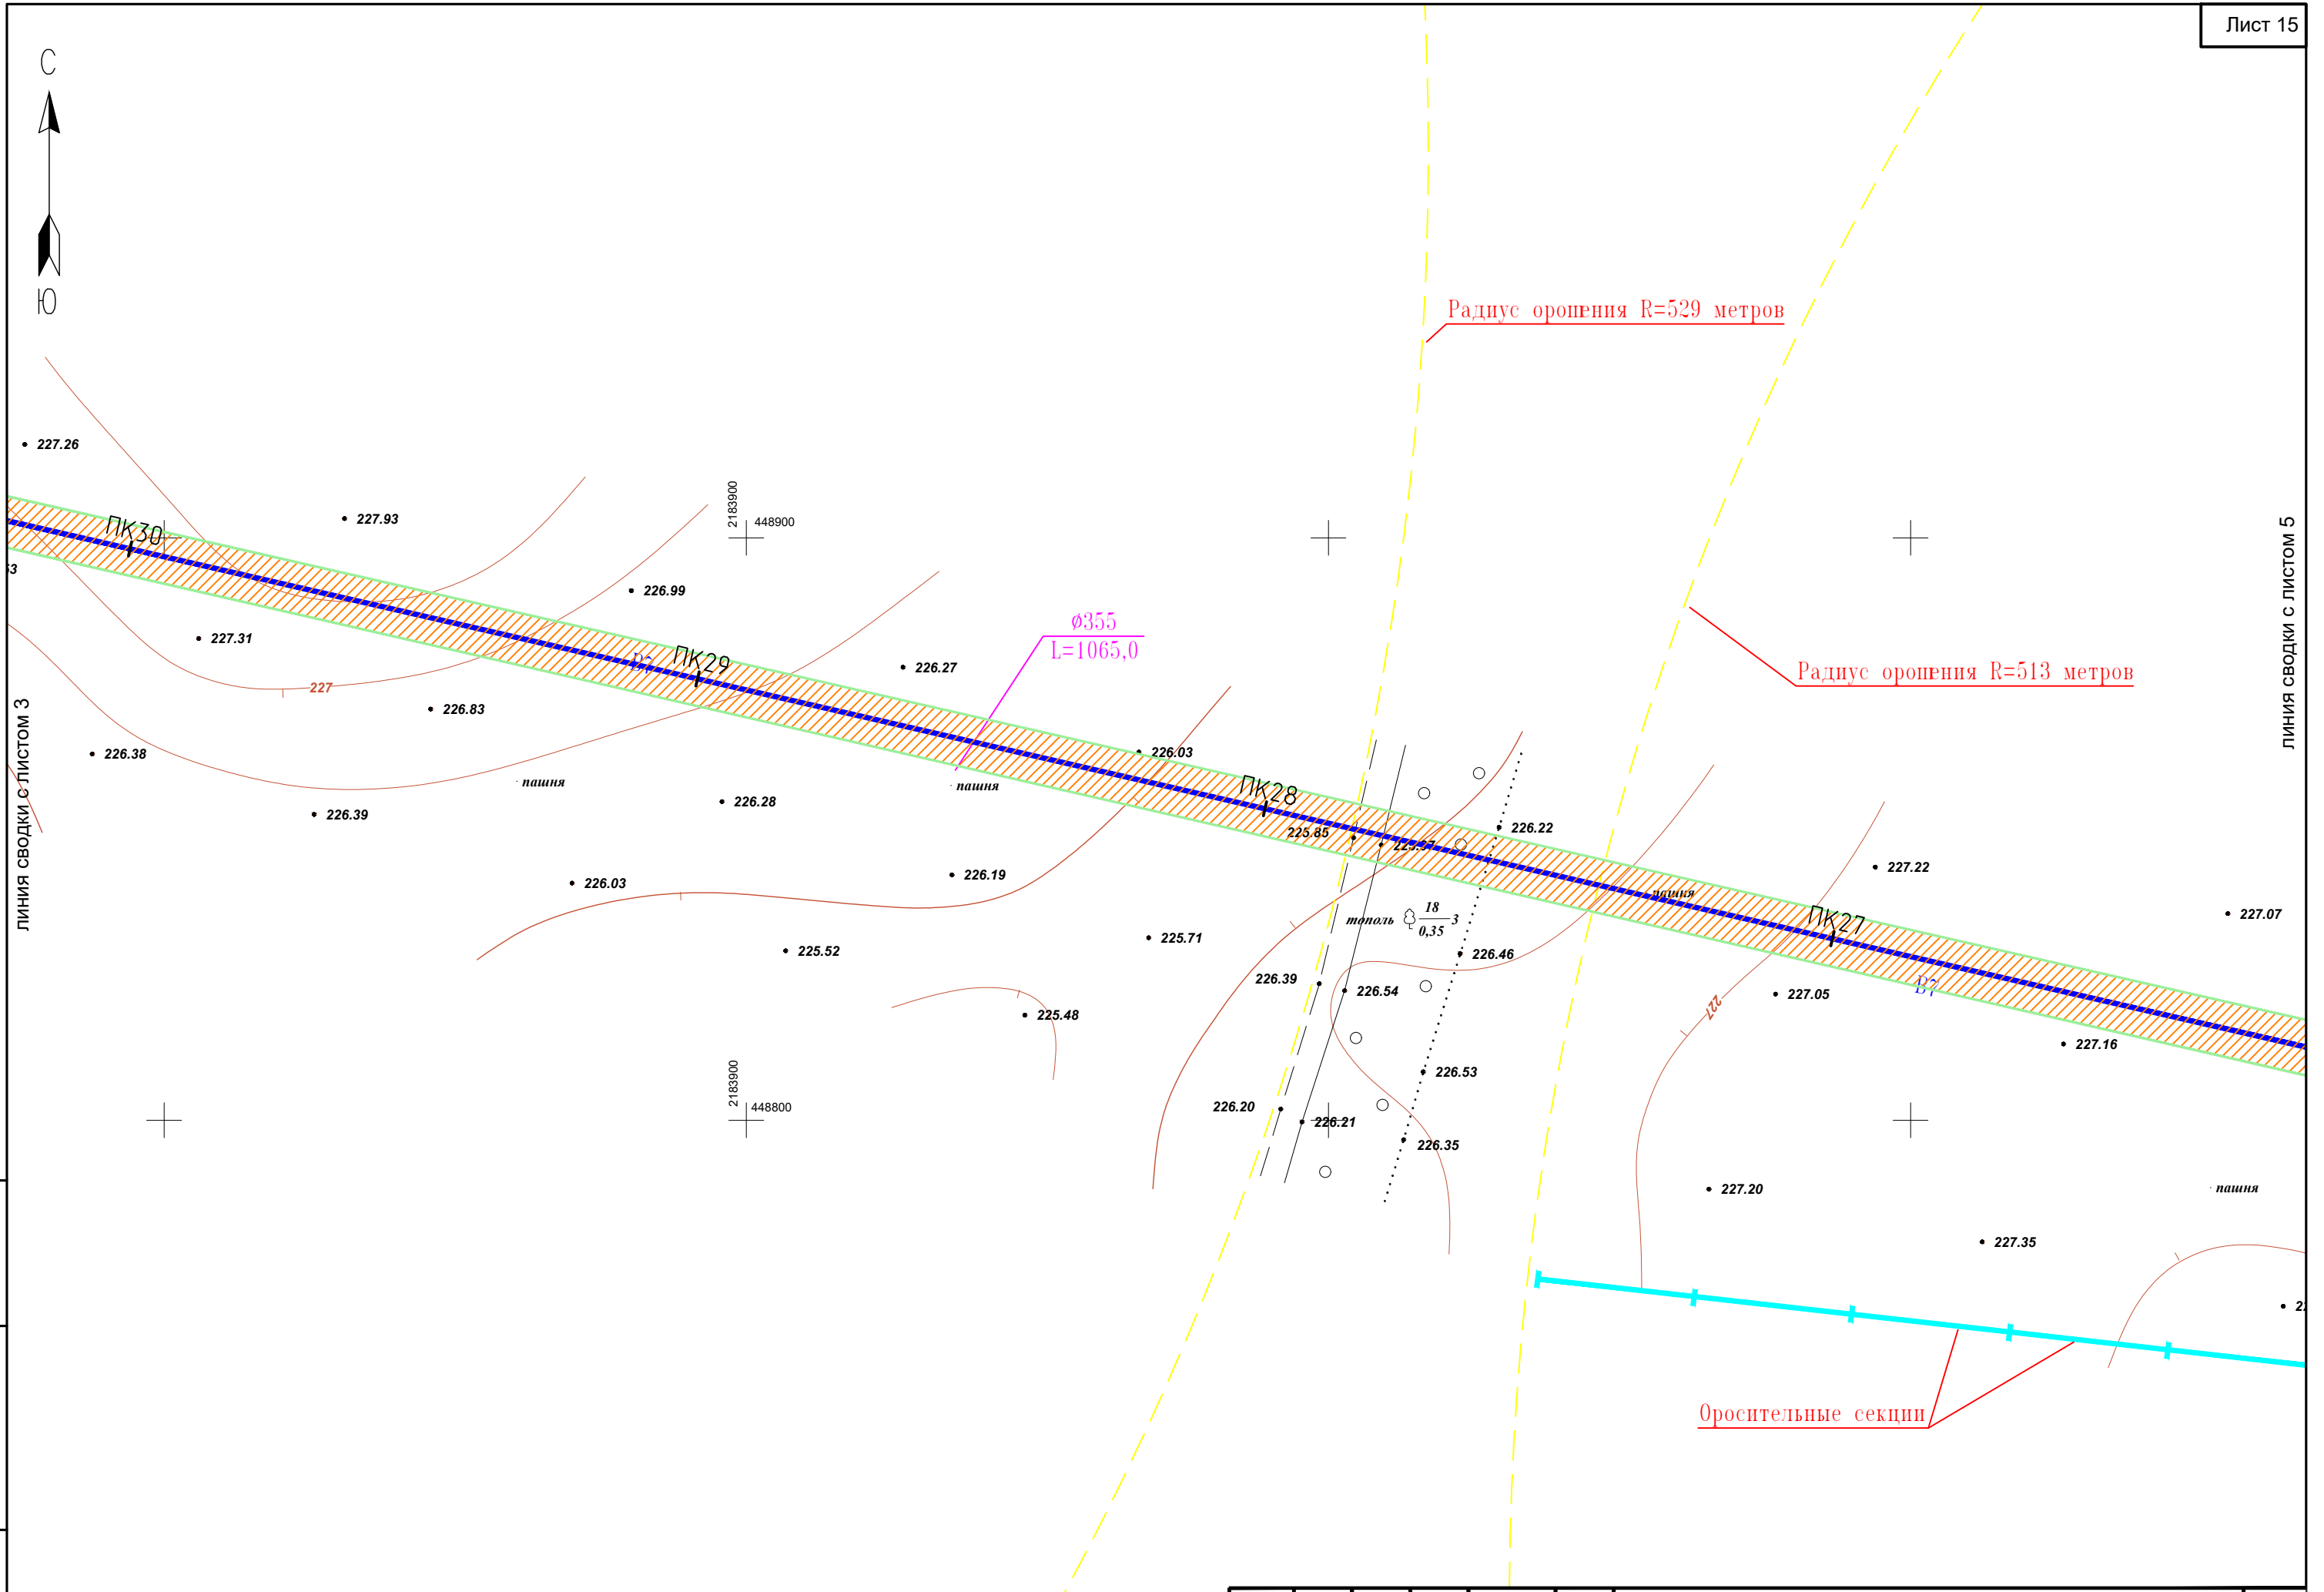 Лист 15
С
Ю
Радиус орошения R=529 метров
227.26
227.93
2183900
448900
ПК30
линия сводки с листом 5
226.99
227.31
ø355
L=1065,0
В7
ПК29
226.27
Радиус орошения R=513 метров
227
226.83
226.38
226.03
линия сводки с листом 3
пашня
пашня
226.28
ПК28
226.39
225.85
226.22
226.03
226.19
227.22
пашня
тополь 18 3
0,35
ПК27
227.07
225.52
225.71
226.39
226.46
226.54
227.05
В7
227
225.48
227.16
226.53
2183900
448800
226.20
226.21
226.35
227.20
пашня
227.35
Оросительные секции